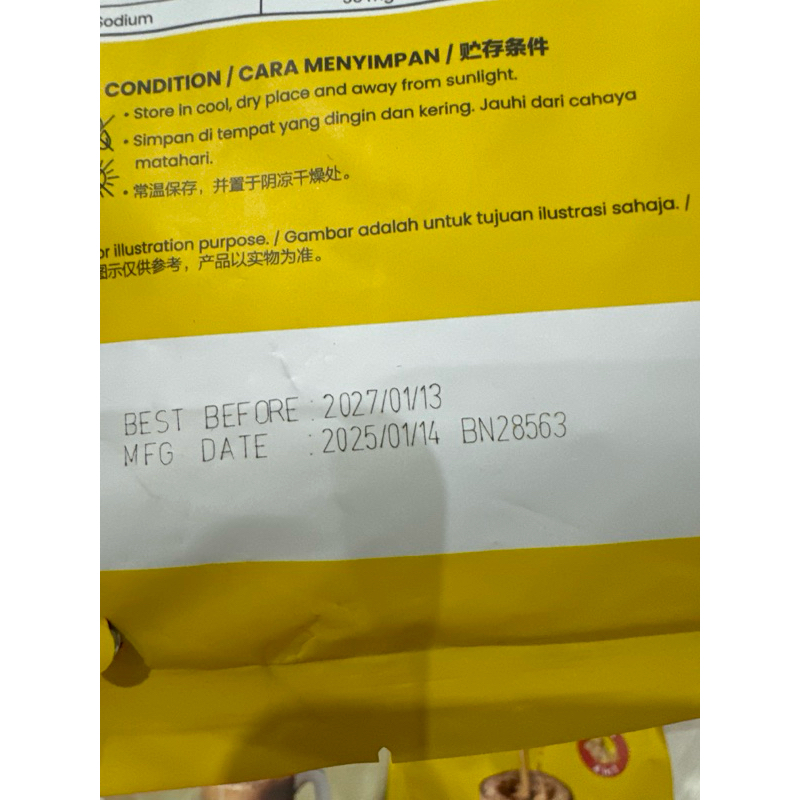 Sodium
CONDITION / CARA MENYIMPAN / 贮存条件
• Store in cool, dry place and away from sunlight.
• Simpan di tempat yang dingin dan kering. Jauhi dari cahaya
matahari.
• 常温保存，并置于阴凉干燥处。
or illustration purpose. / Gambar adalah untuk tujuan ilustrasi sahaja. /
图示仅供参考，产品以实物为准。
BEST BEFORE : 2027/01/13
MFG DATE : 2025/01/14 BN28563